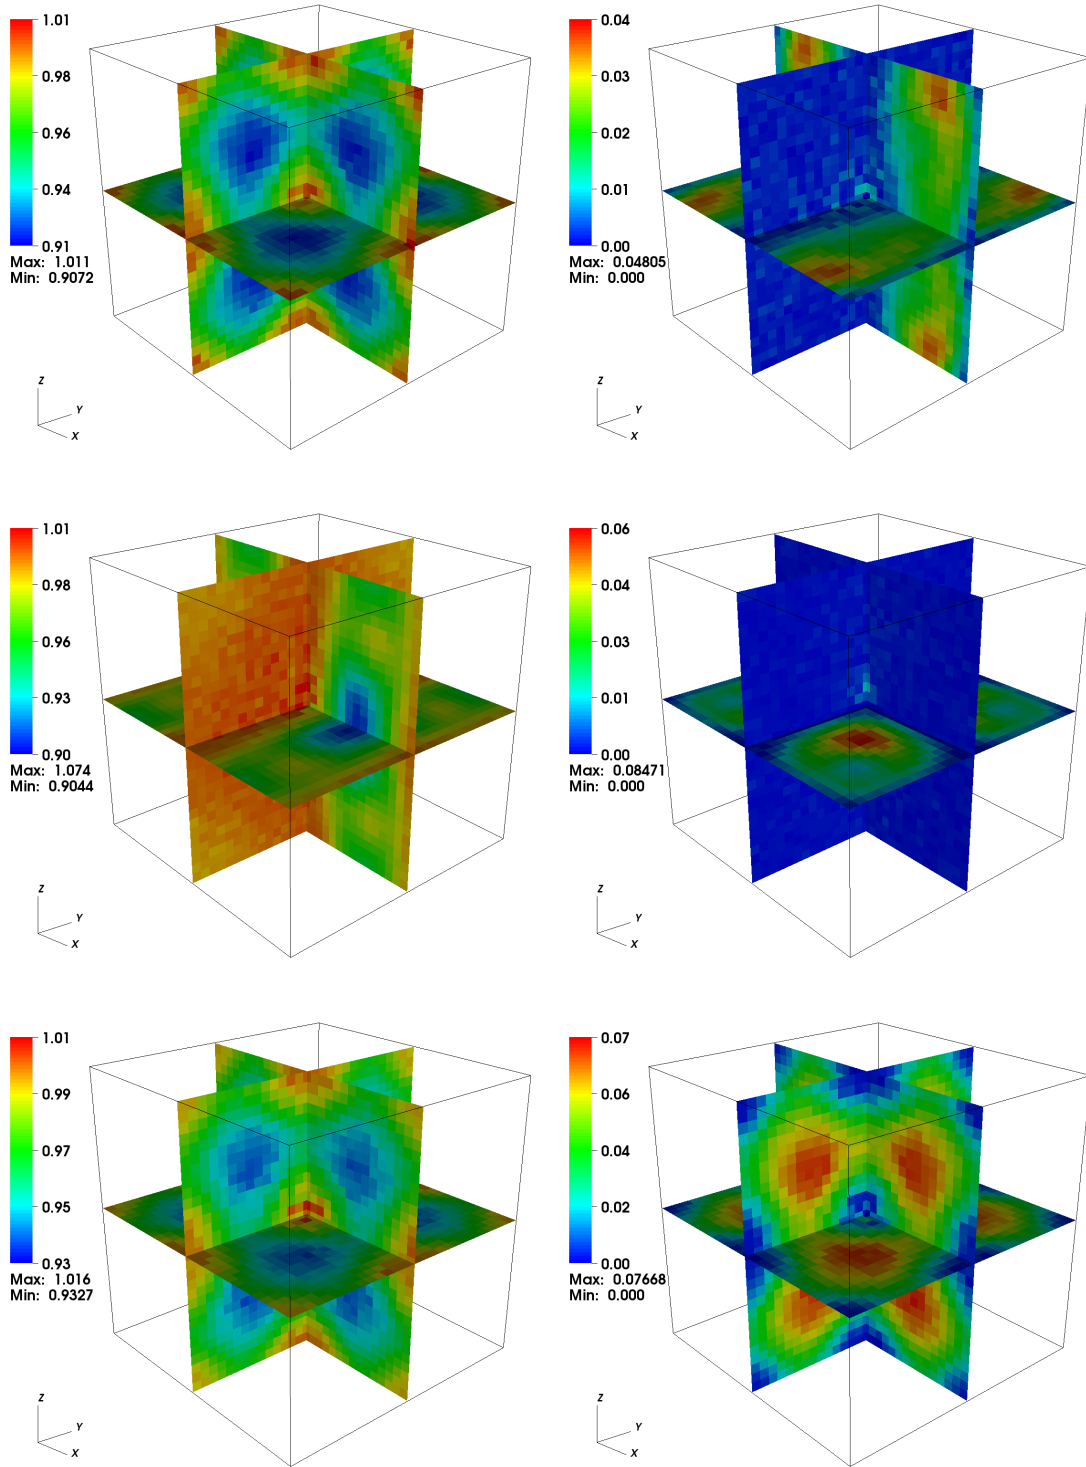 1.01
0.98
0.96
0.94
0.91
Max: 1.011
Min: 0.9072
Z
Y
X
0.04
0.03
0.02
0.01
0.00
Max: 0.04805
Min: 0.000
Z
Y
X
1.01
0.98
0.96
0.93
0.90
Max: 1.074
Min: 0.9044
Z
Y
X
0.06
0.04
0.03
0.01
0.00
Max: 0.08471
Min: 0.000
Z
Y
X
1.01
0.99
0.97
0.95
0.93
Max: 1.016
Min: 0.9327
Z
Y
X
0.07
0.06
0.04
0.02
0.00
Max: 0.07668
Min: 0.000
Z
Y
X